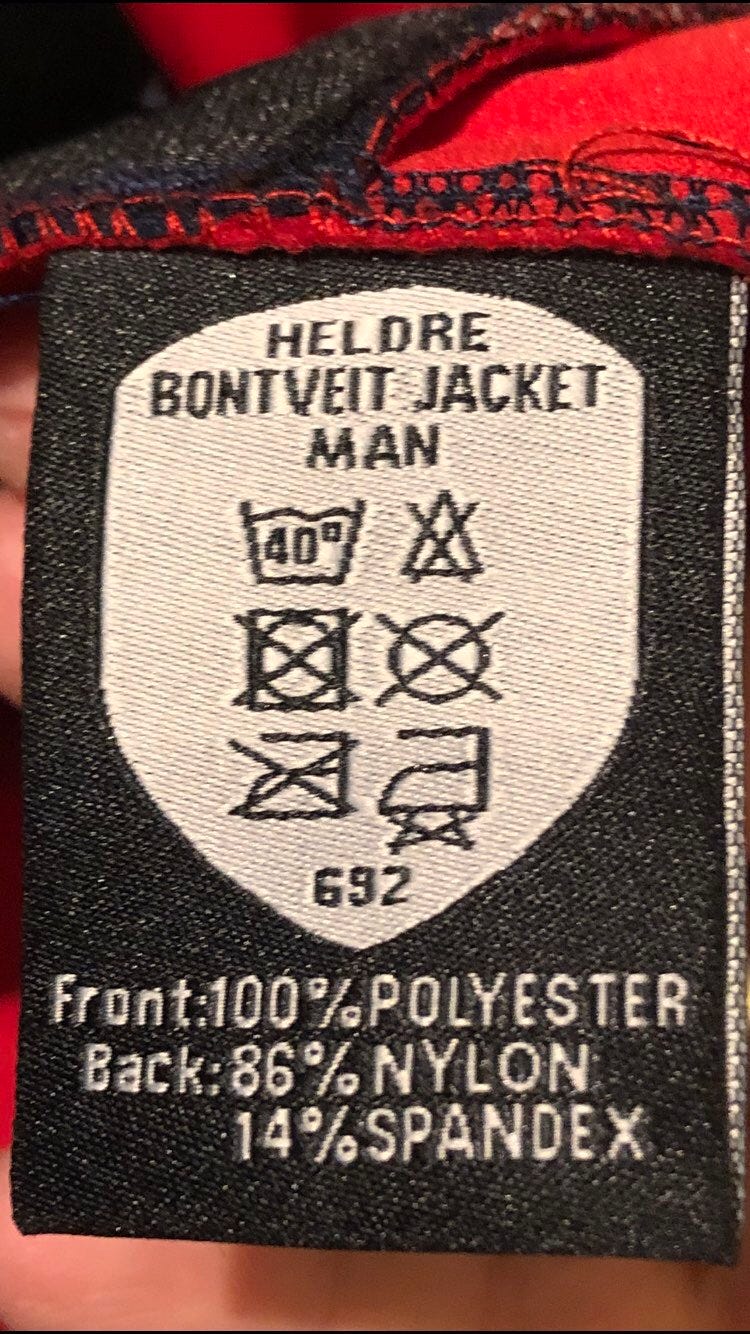 HELDRE
BONTVEIT JACKET
MAN
40°
692
Front:100%POLYESTER
Back:86%NYLON
14%SPANDEX